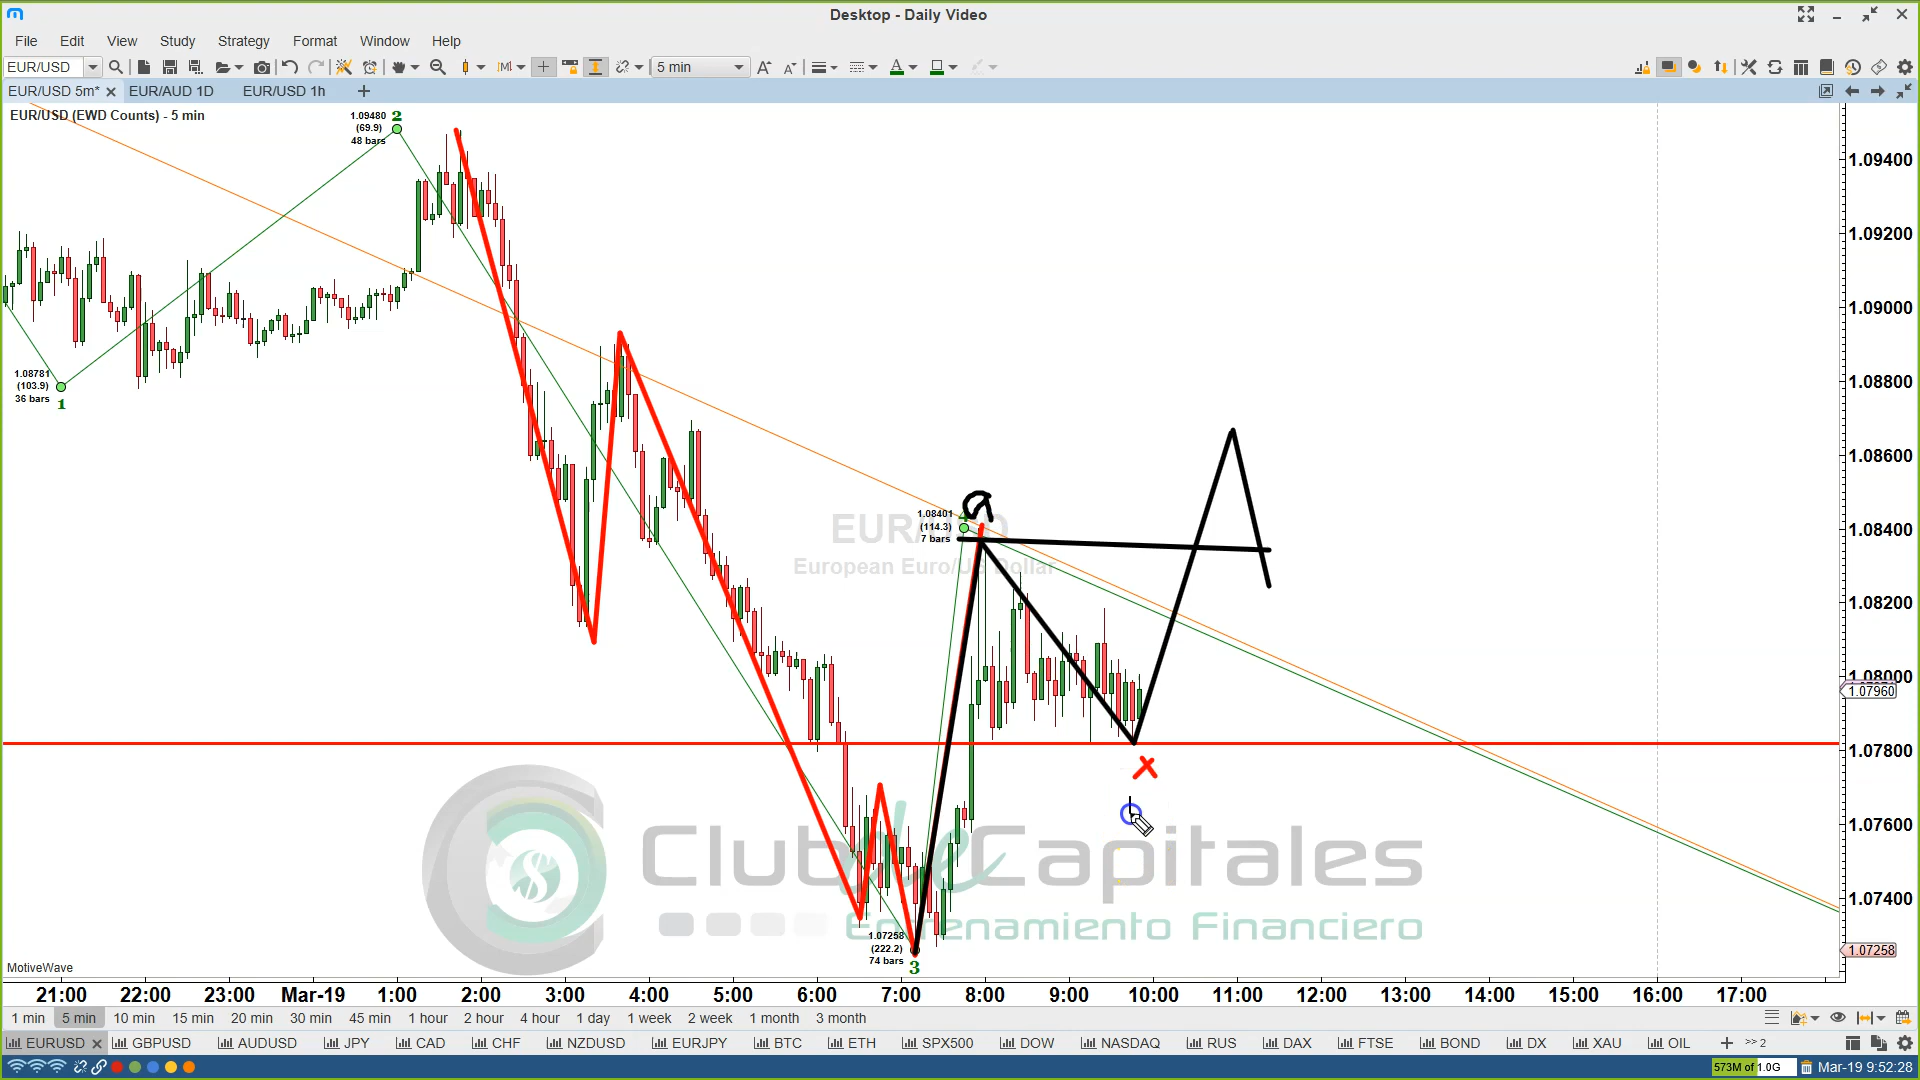 Desktop - Daily Video
File Edit View Study Strategy Format Window Help
EUR/USD 5 min
EUR/USD 5m* EUR/AUD 1D EUR/USD 1h
EUR/USD (EWD Counts) - 5 min
1.09480
(69.9)
48 bars
2
1.08781
(103.9)
36 bars
1
1.08401
(114.3)
7 bars
European Euro/US Dollar
1.07258
(222.2)
74 bars
3
Club de Capitales
Entrenamiento Financiero
1.09400
1.09200
1.09000
1.08800
1.08600
1.08400
1.08200
1.08000
1.07960
1.07800
1.07600
1.07400
1.07258
MotiveWave
21:00 22:00 23:00 Mar-19 1:00 2:00 3:00 4:00 5:00 6:00 7:00 8:00 9:00 10:00 11:00 12:00 13:00 14:00 15:00 16:00 17:00
1 min 5 min 10 min 15 min 20 min 30 min 45 min 1 hour 2 hour 4 hour 1 day 1 week 2 week 1 month 3 month
EURUSD GBPUSD AUDUSD JPY CAD CHF NZDUSD EURJPY BTC ETH SPX500 DOW NASDAQ RUS DAX FTSE BOND DX XAU OIL + >> 2
573M of 1.0G Mar-19 9:52:28